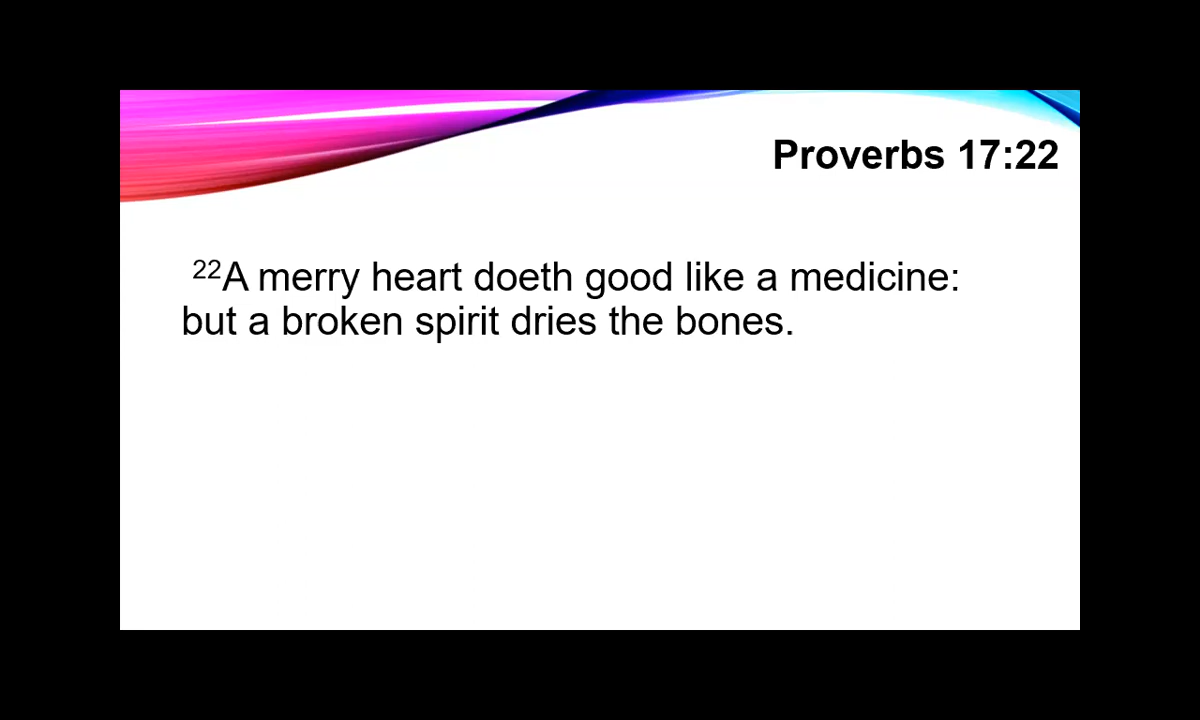 Proverbs 17:22
22A merry heart doeth good like a medicine:
but a broken spirit dries the bones.